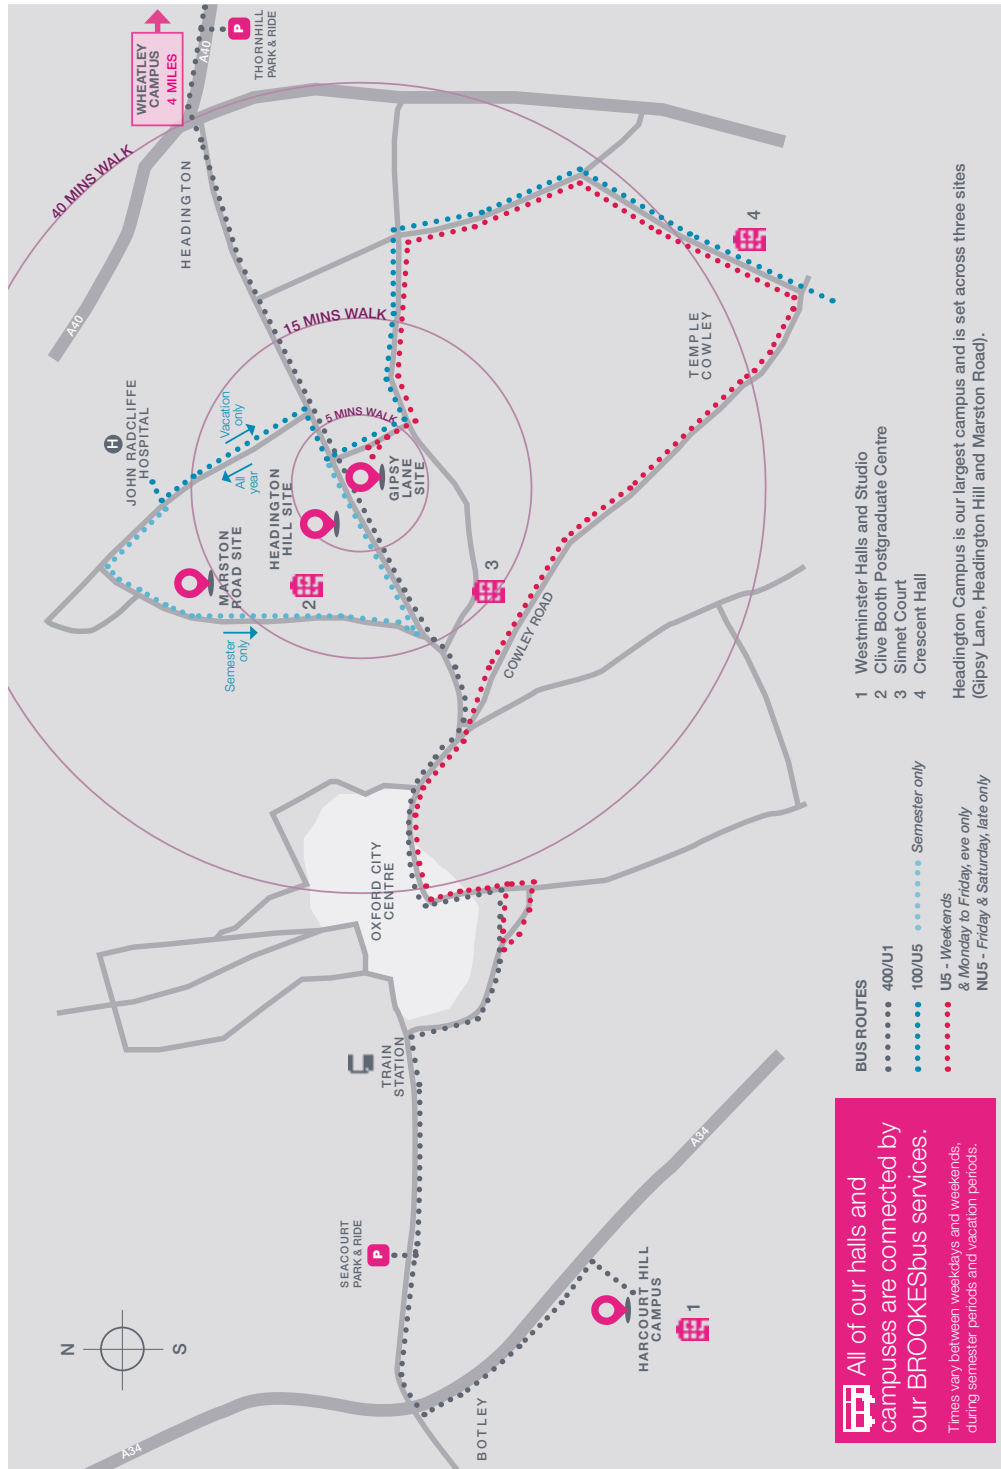 N
S
A34
BOTLEY
SEACOURT
PARK & RIDE
P
HARCOURT HILL
CAMPUS
1
A34
TRAIN
STATION
OXFORD CITY
CENTRE
COWLEY ROAD
TEMPLE
COWLEY
Semester
only
MARSTON
ROAD SITE
2
3
4
HEADINGTON
HILL SITE
GIPSY
LANE
SITE
All
year
Vacation
only
JOHN RADCLIFFE
HOSPITAL
H
5 MINS WALK
15 MINS WALK
40 MINS WALK
A40
HEADINGTON
WHEATLEY
CAMPUS
4 MILES
A40
P
THORNHILL
PARK & RIDE
All of our halls and
campuses are connected by
our BROOKESbus services.
Times vary between weekdays and weekends,
during semester periods and vacation periods.
BUS ROUTES
400/U1
100/U5 Semester only
U5 - Weekends
& Monday to Friday, eve only
NU5 - Friday & Saturday, late only
1 Westminster Halls and Studio
2 Clive Booth Postgraduate Centre
3 Sinnet Court
4 Crescent Hall
Headington Campus is our largest campus and is set across three sites
(Gipsy Lane, Headington Hill and Marston Road).